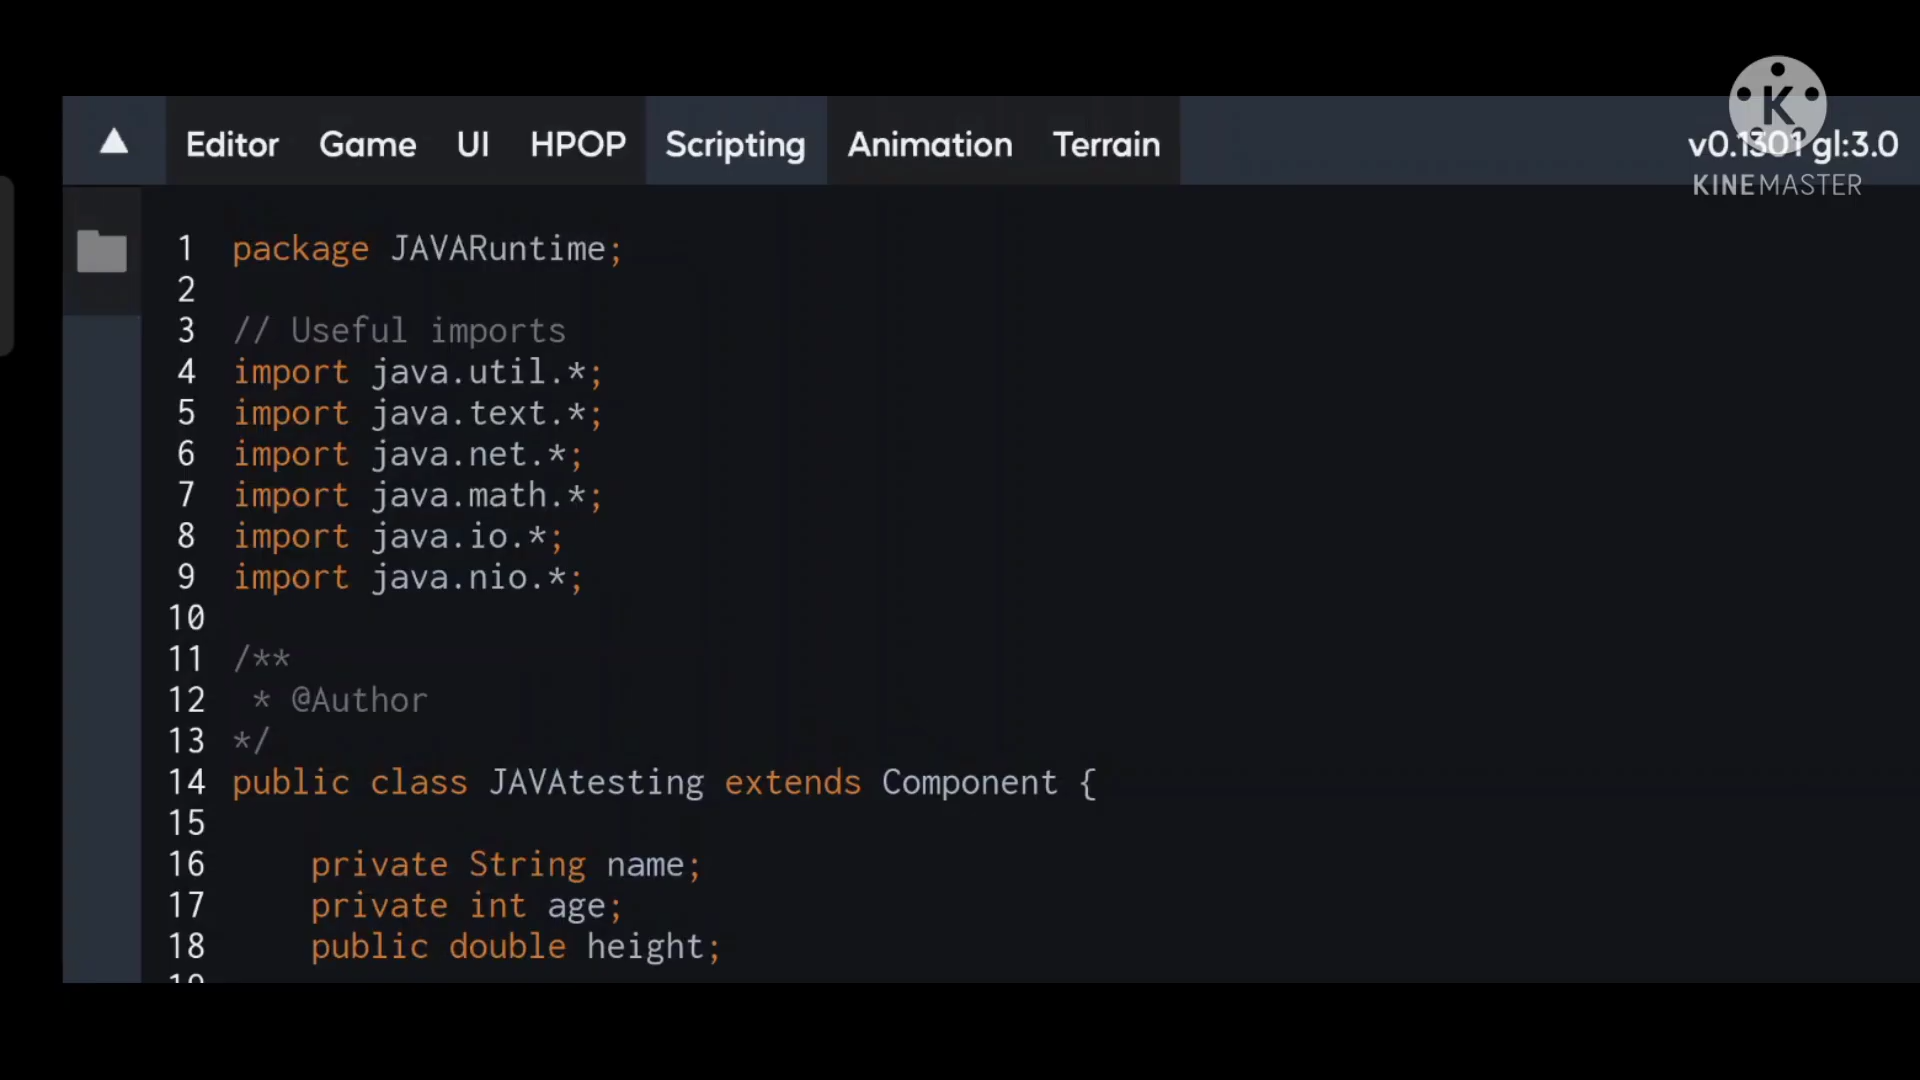 Editor Game UI HPOP Scripting Animation Terrain v0.1301 gl:3.0
K
KINEMASTER
1 package JAVARuntime;
2
3 // Useful imports
4 import java.util.*;
5 import java.text.*;
6 import java.net.*;
7 import java.math.*;
8 import java.io.*;
9 import java.nio.*;
10
11 /**
12 * @Author
13 */
14 public class JAVAtesting extends Component {
15
16 private String name;
17 private int age;
18 public double height;